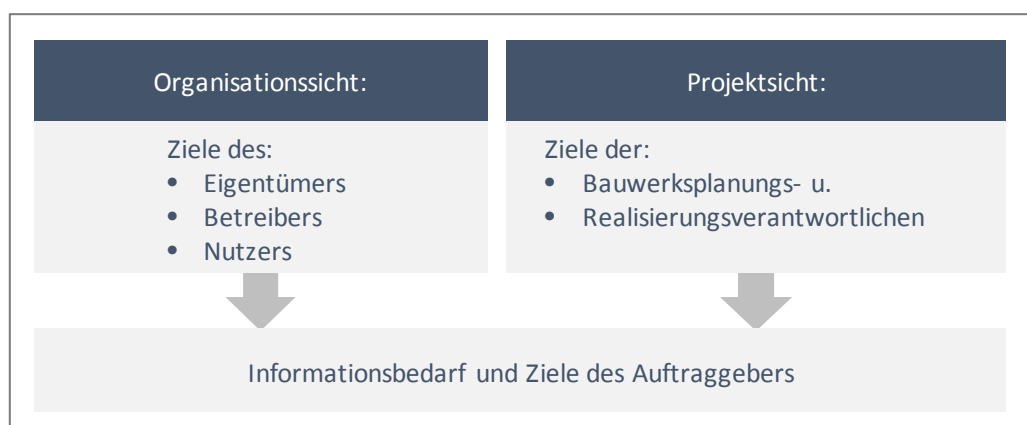 Organisationssicht:
Ziele des:
• Eigentümers
• Betreibers
• Nutzers
Projektsicht:
Ziele der:
• Bauwerksplanungs- u.
• Realisierungsverantwortlichen
Informationsbedarf und Ziele des Auftraggebers